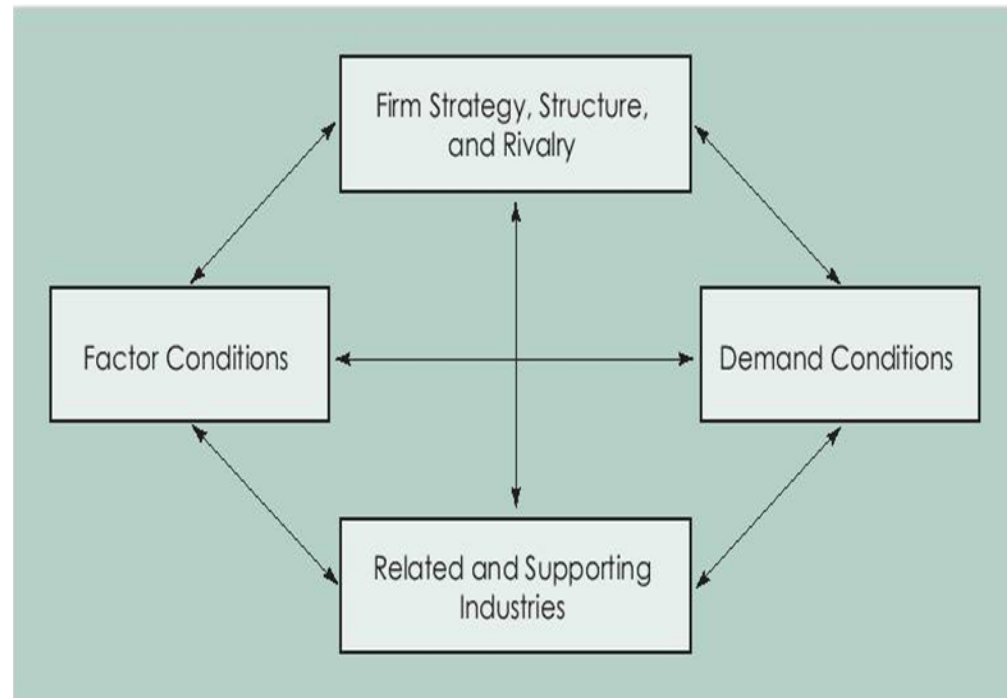 Firm Strategy, Structure,
and Rivalry
Factor Conditions
Demand Conditions
Related and Supporting
Industries